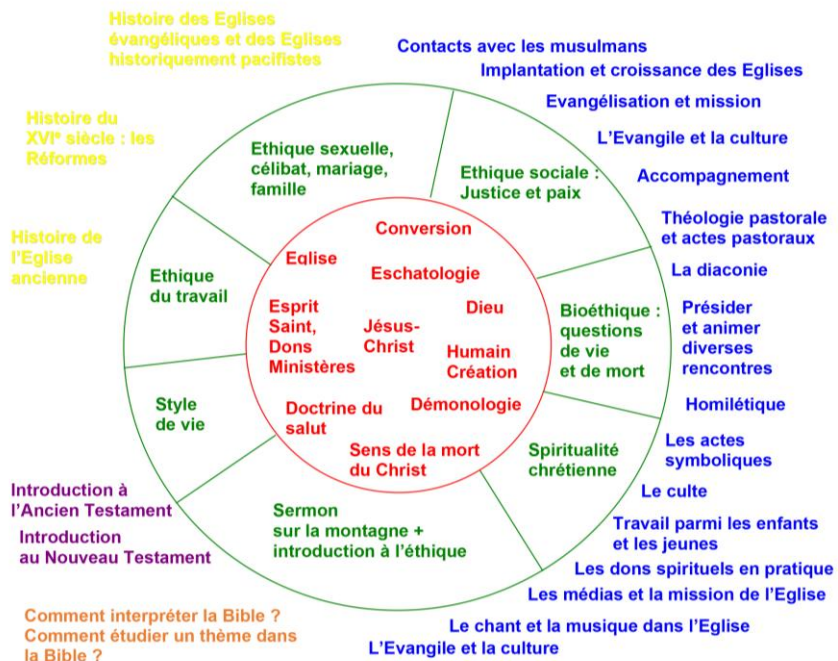 Histoire des Eglises
évangéliques et des Eglises
historiquement pacifistes
Histoire du
XVIe siècle : les
Réformes
Histoire de
l'Eglise
ancienne
Contacts avec les musulmans
Implantation et croissance des Eglises
Evangélisation et mission
L'Evangile et la culture
Accompagnement
Théologie pastorale
et actes pastoraux
La diaconie
Présider
et animer
diverses
rencontres
Homilétique
Les actes
symboliques
Le culte
Travail parmi les enfants
et les jeunes
Les dons spirituels en pratique
Les médias et la mission de l'Eglise
Le chant et la musique dans l'Eglise
L'Evangile et la culture
Ethique sexuelle,
célibat, mariage,
famille
Ethique sociale :
Justice et paix
Bioéthique :
questions
de vie
et de mort
Spiritualité
chrétienne
Sermon
sur la montagne +
introduction à l'éthique
Style
de vie
Ethique
du travail
Conversion
Eglise
Eschatologie
Dieu
Esprit
Saint,
Dons
Ministères
Jésus-
Christ
Humain
Création
Doctrine du
salut
Démonologie
Sens de la mort
du Christ
Introduction à
l'Ancien Testament
Introduction
au Nouveau Testament
Comment interpréter la Bible ?
Comment étudier un thème dans
la Bible ?